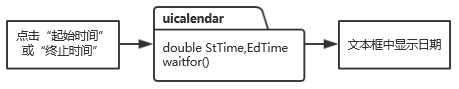 点击“起始时间”
或“终止时间”
uicalendar
double StTime,EdTime
waitfor()
文本框中显示日期